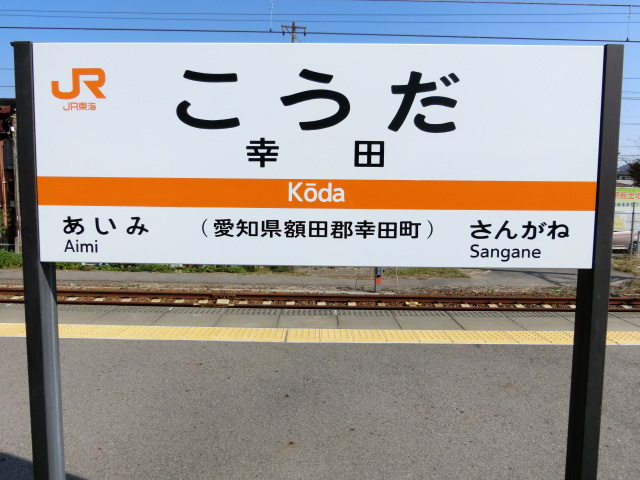 JR
JR東海
こうだ
幸田
Kōda
あいみ
Aimi
(愛知県額田郡幸田町)
さんがね
Sangane